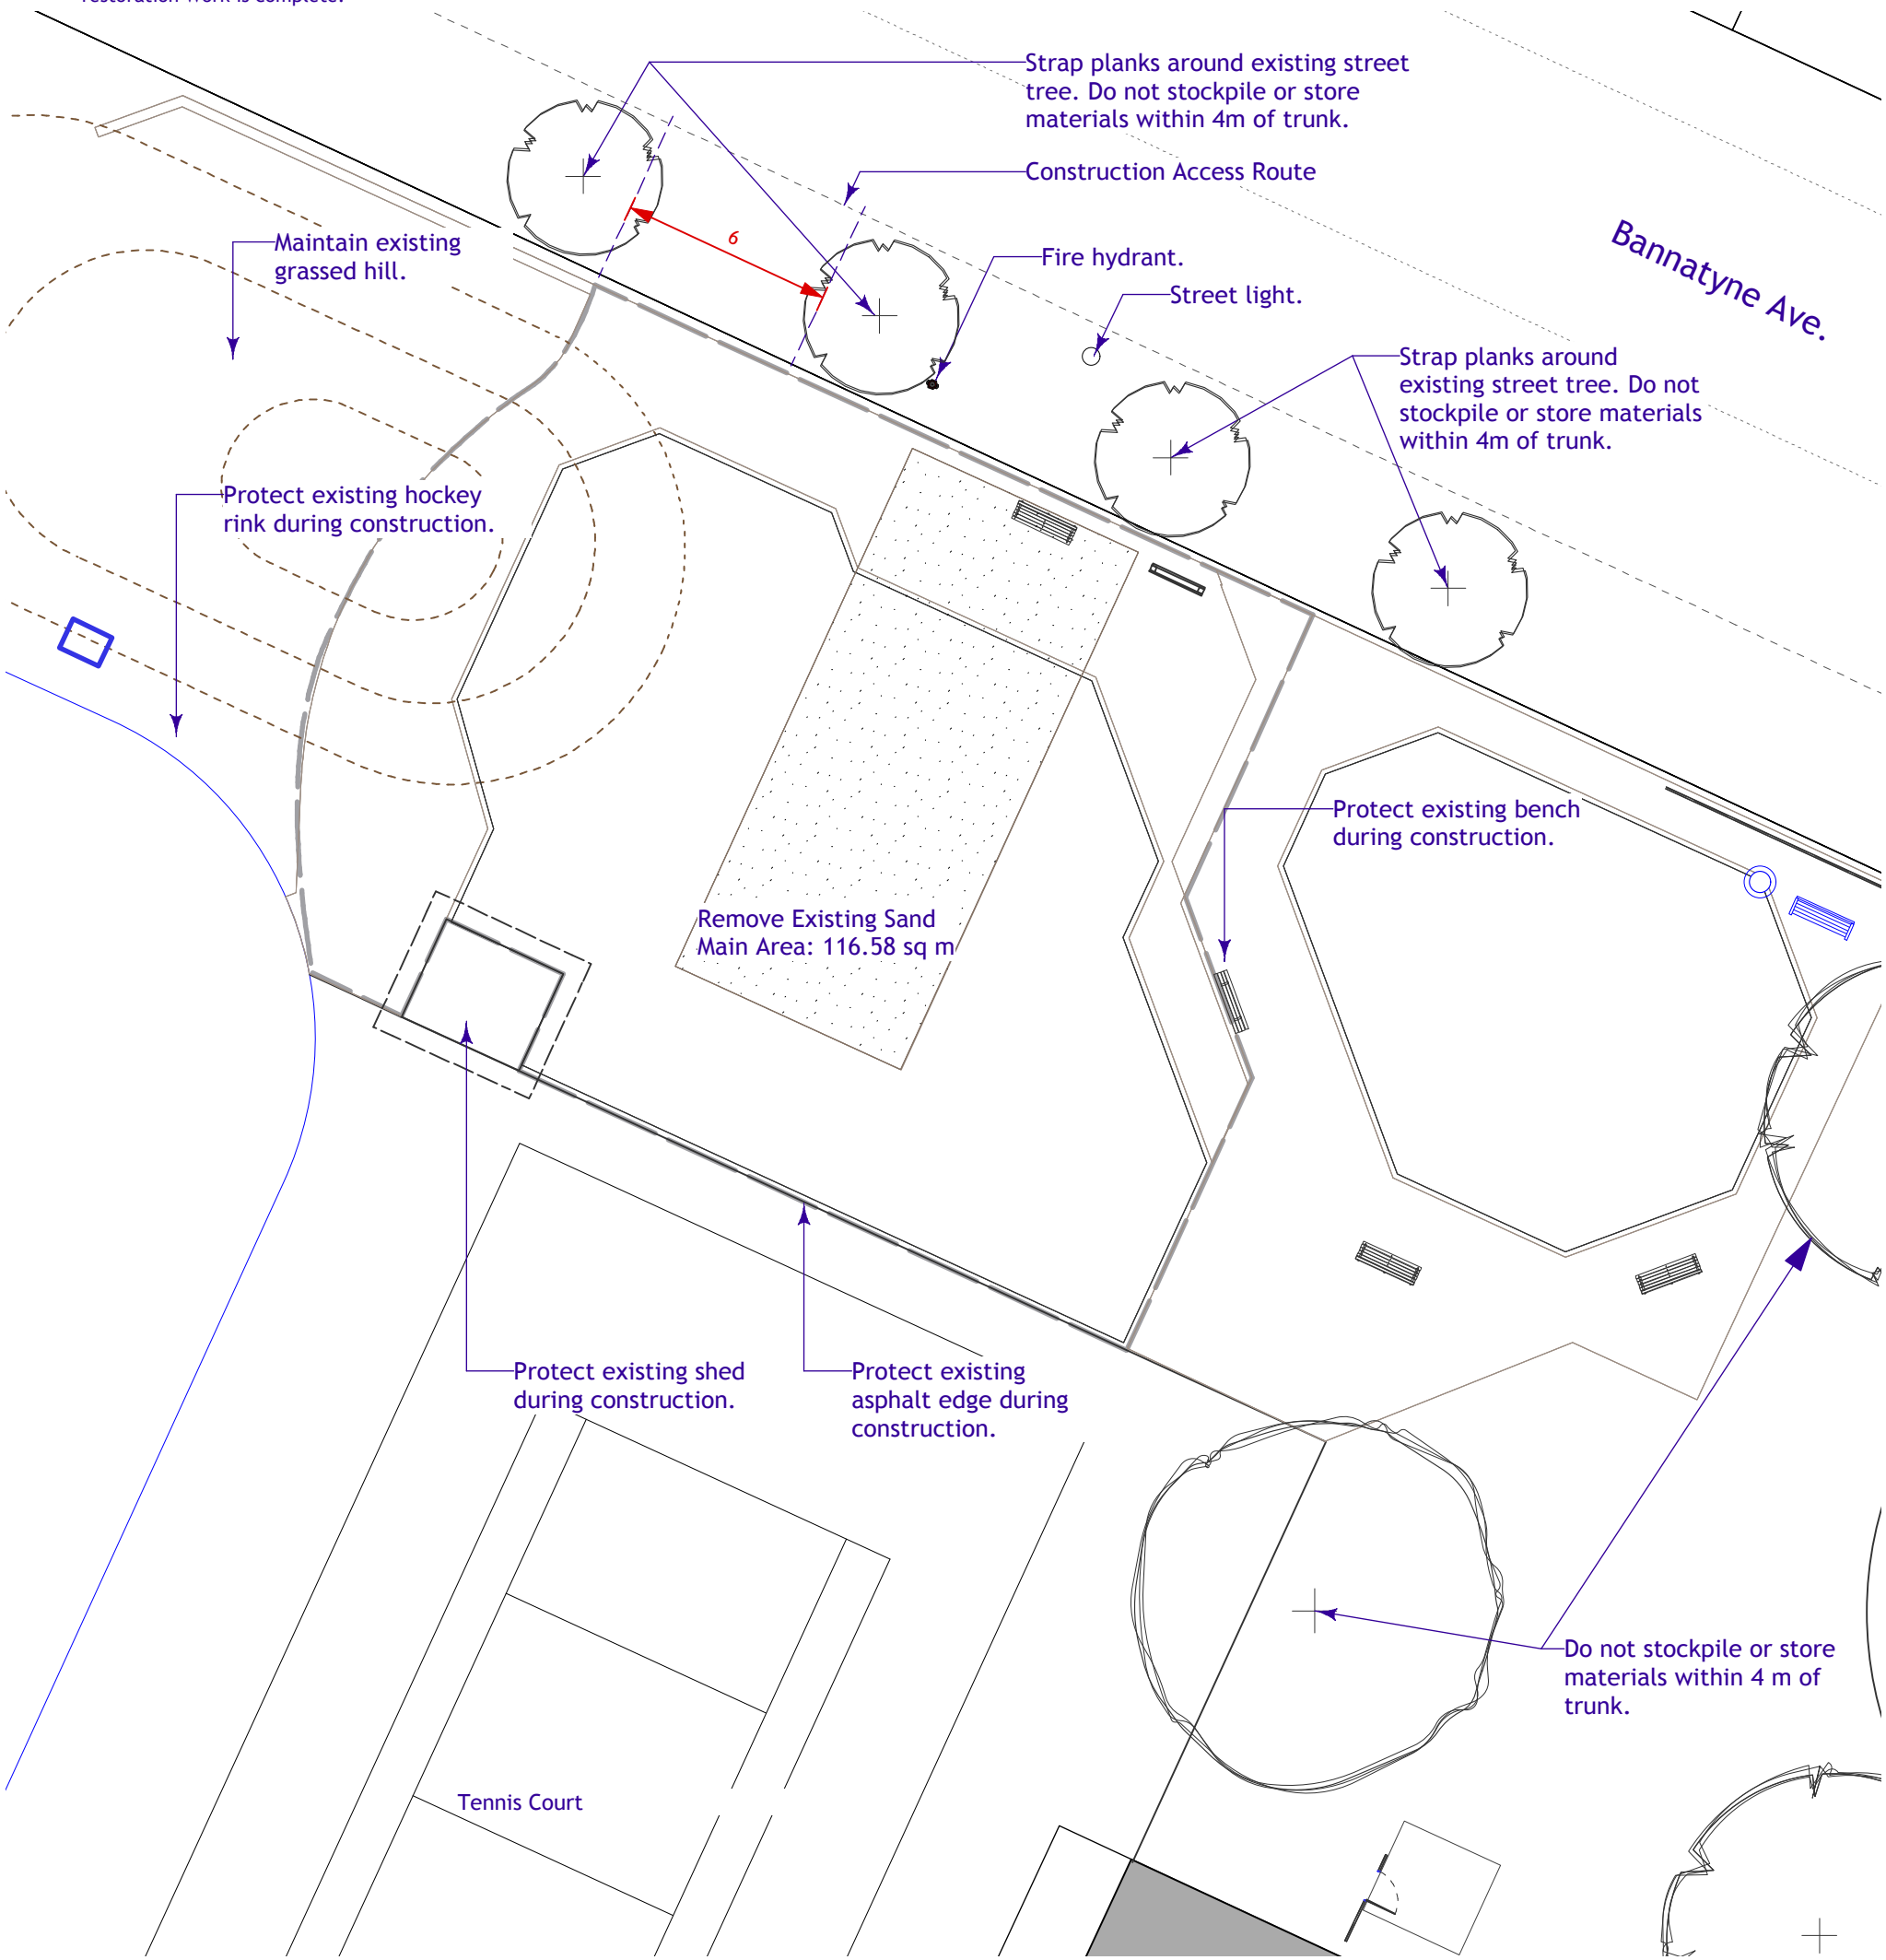 restoration work is complete.
Strap planks around existing street
tree. Do not stockpile or store
materials within 4m of trunk.
Construction Access Route
Bannatyne Ave.
6
Maintain existing
grassed hill.
Fire hydrant.
Street light.
Strap planks around
existing street tree. Do not
stockpile or store materials
within 4m of trunk.
Protect existing hockey
rink during construction.
Protect existing bench
during construction.
Remove Existing Sand
Main Area: 116.58 sq m
Protect existing shed
during construction.
Protect existing
asphalt edge during
construction.
Do not stockpile or store
materials within 4 m of
trunk.
Tennis Court